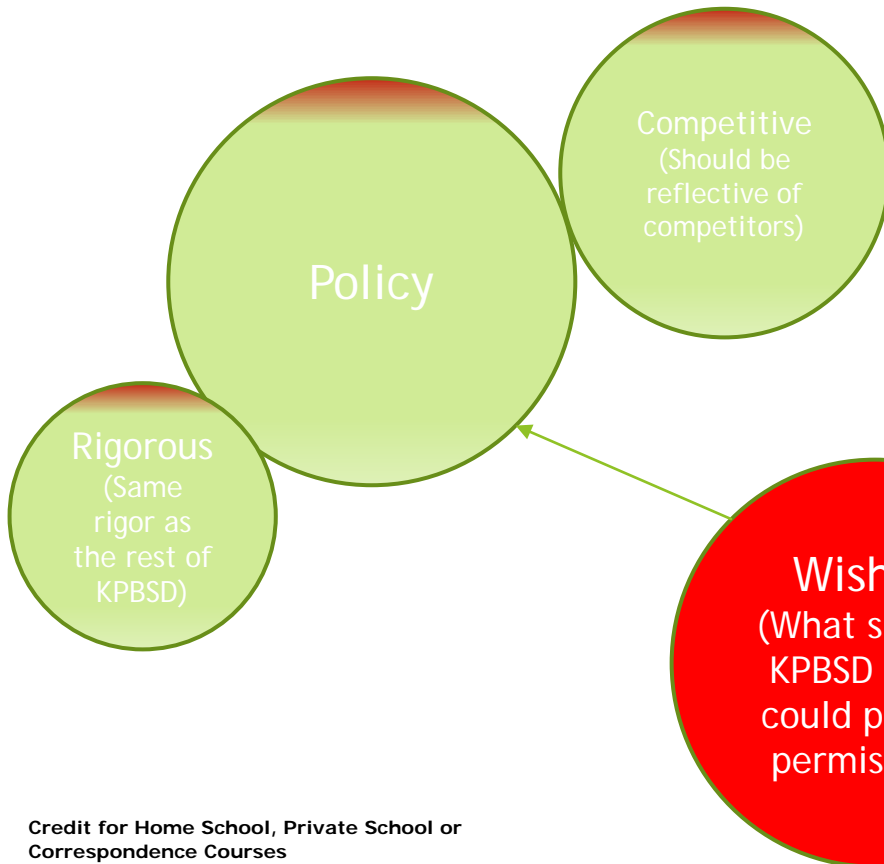 Competitive
(Should be
reflective of
competitors)
Policy
Rigorous
(Same
rigor as
the rest of
KPBSD)
Wish
(What s
KPBSD
could p
permis
Credit for Home School, Private School or
Correspondence Courses